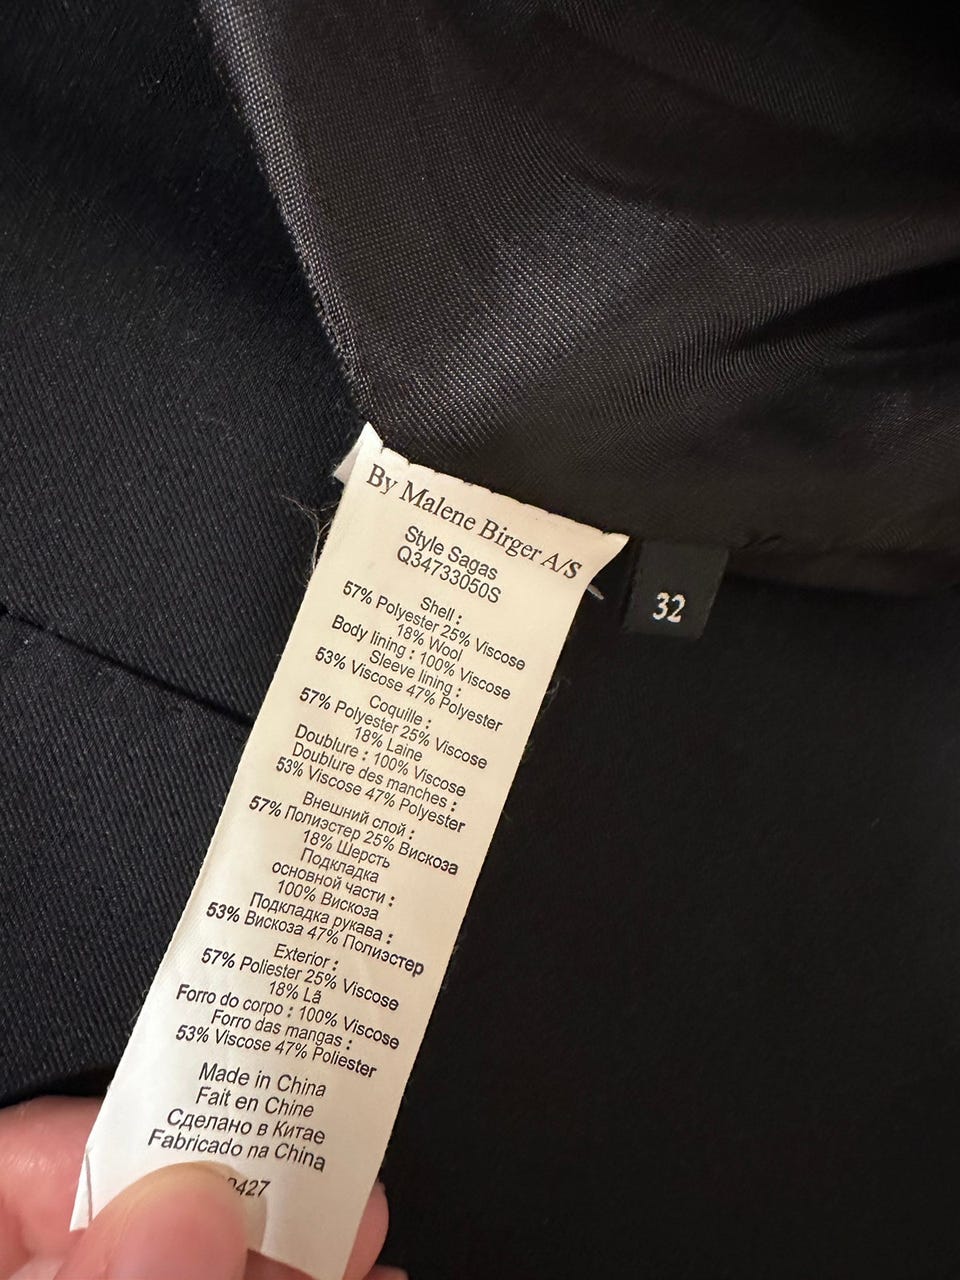 By Malene Birger A/S
Style Sagas
Q34733050S
Shell :
57% Polyester 25% Viscose
18% Wool
Body lining : 100% Viscose
Sleeve lining :
53% Viscose 47% Polyester
Coquille :
57% Polyester 25% Viscose
18% Laine
Doublure : 100% Viscose
Doublure des manches :
53% Viscose 47% Polyester
Внешний слой :
57% Полиэстер 25% Вискоза
18% Шерсть
Подкладка
основной части :
100% Вискоза
Подкладка рукава :
53% Вискоза 47% Полиэстер
Exterior :
57% Poliester 25% Viscose
18% Lã
Forro do corpo : 100% Viscose
Forro das mangas :
53% Viscose 47% Poliester
Made in China
Fait en Chine
Сделано в Китае
Fabricado na China
32